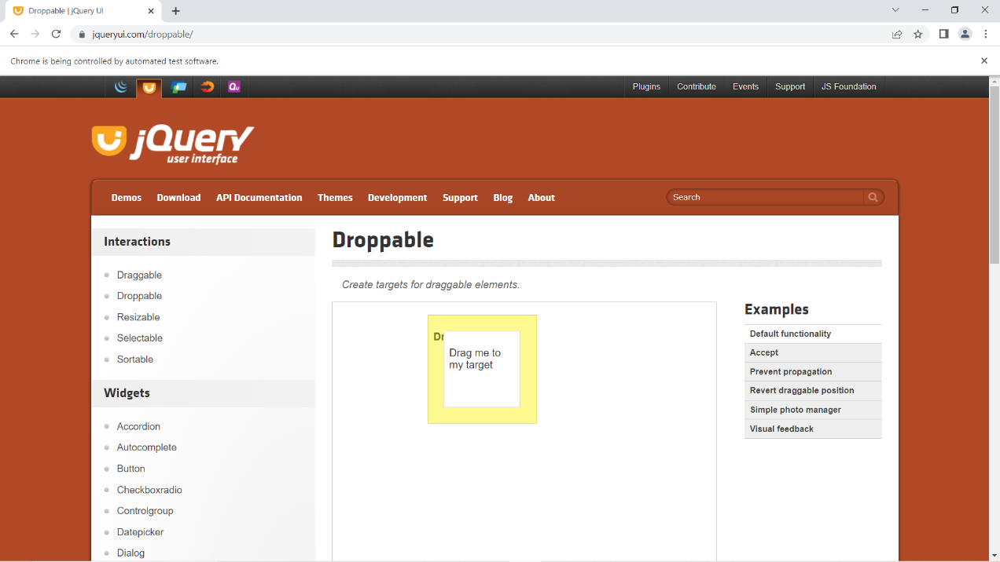 Droppable | jQuery UI
jqueryui.com/droppable/
Chrome is being controlled by automated test software.
Qu
Plugins Contribute Events Support JS Foundation
jQuery
user interface
Demos Download API Documentation Themes Development Support Blog About Search
Interactions
Draggable
Droppable
Resizable
Selectable
Sortable
Widgets
Accordion
Autocomplete
Button
Checkboxradio
Controlgroup
Datepicker
Dialog
Droppable
Create targets for draggable elements.
Dr
Drag me to
my target
Examples
Default functionality
Accept
Prevent propagation
Revert draggable position
Simple photo manager
Visual feedback